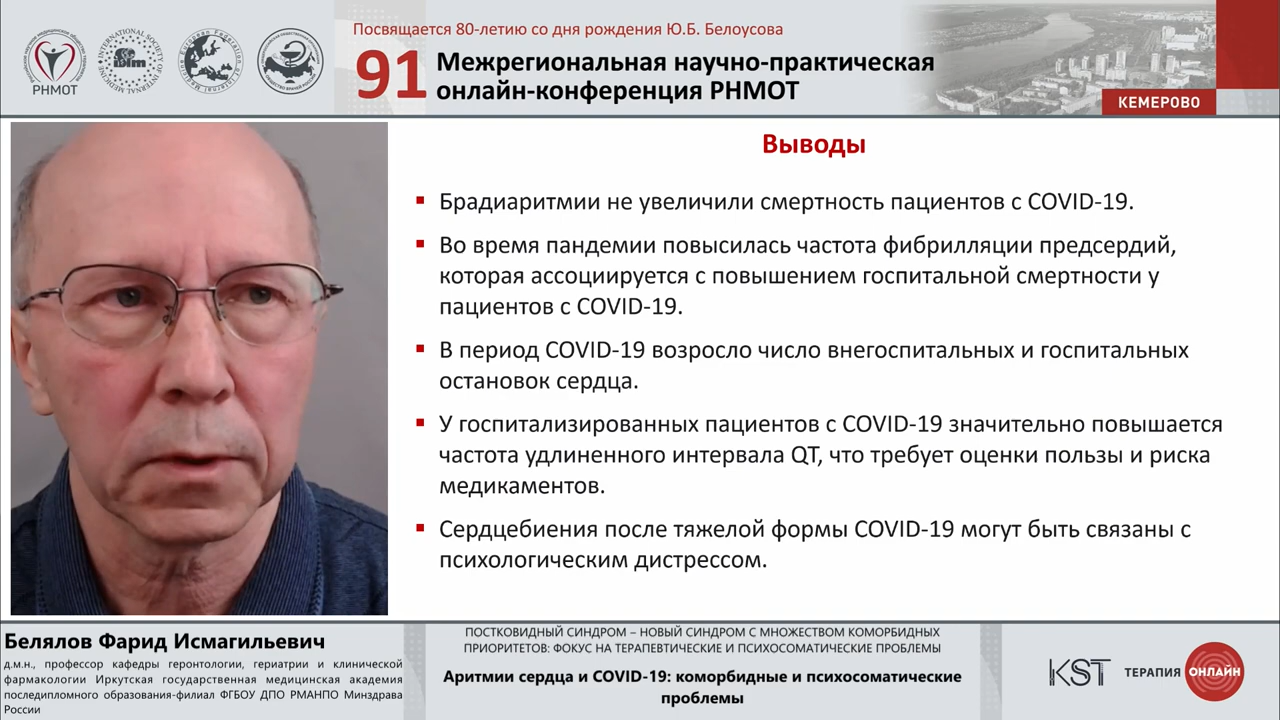 Посвящается 80-летию со дня рождения Ю.Б. Белоусова
91 Межрегиональная научно-практическая
онлайн-конференция РНМОТ
РНМОТ
КЕМЕРОВО
Выводы
▪ Брадиаритмии не увеличили смертность пациентов с COVID-19.
▪ Во время пандемии повысилась частота фибрилляции предсердий,
которая ассоциируется с повышением госпитальной смертности у
пациентов с COVID-19.
▪ В период COVID-19 возросло число внегоспитальных и госпитальных
остановок сердца.
▪ У госпитализированных пациентов с COVID-19 значительно повышается
частота удлиненного интервала QT, что требует оценки пользы и риска
медикаментов.
▪ Сердцебиения после тяжелой формы COVID-19 могут быть связаны с
психологическим дистрессом.
Белялов Фарид Исмагильевич
д.м.н., профессор кафедры геронтологии, гериатрии и клинической
фармакологии Иркутская государственная медицинская академия
последипломного образования-филиал ФГБОУ ДПО РМАНПО Минздрава
России
ПОСТКОВИДНЫЙ СИНДРОМ – НОВЫЙ СИНДРОМ С МНОЖЕСТВОМ КОМОРБИДНЫХ
ПРИОРИТЕТОВ: ФОКУС НА ТЕРАПЕВТИЧЕСКИЕ И ПСИХОСОМАТИЧЕСКИЕ ПРОБЛЕМЫ
Аритмии сердца и COVID-19: коморбидные и психосоматические
проблемы
KST
ТЕРАПИЯ ОНЛАЙН